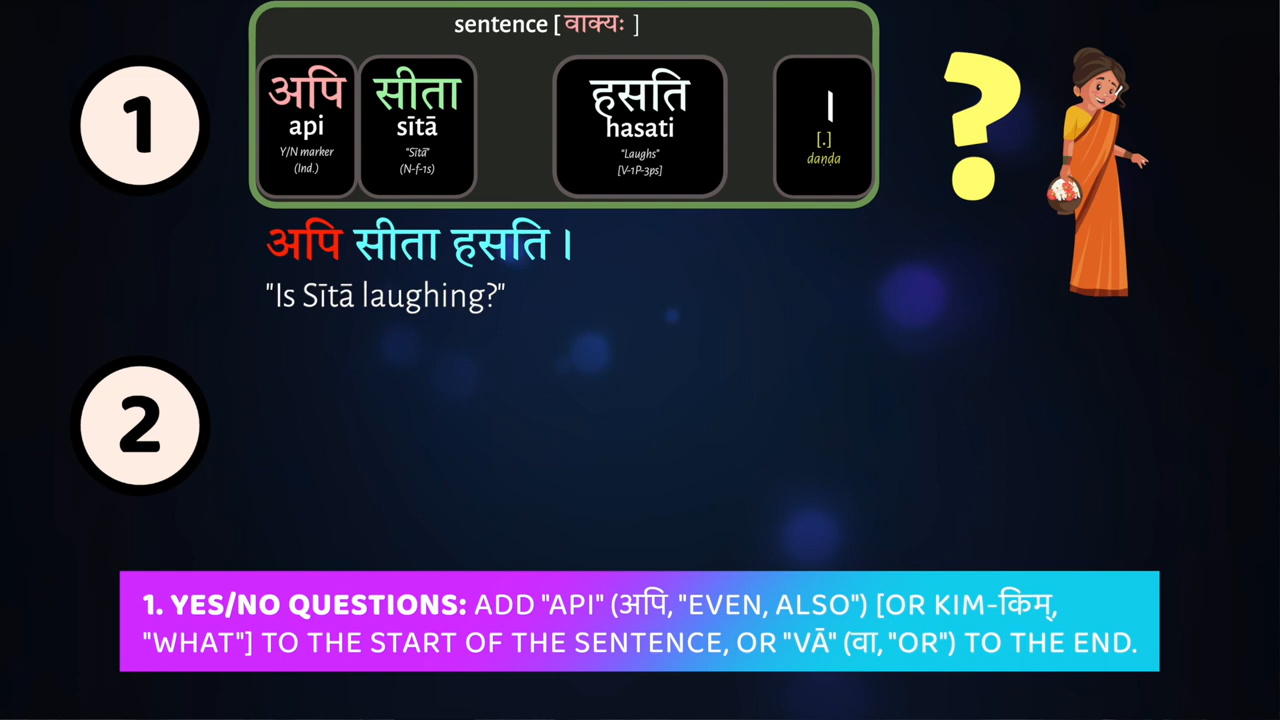 sentence [ वाक्यः ]
1
अपि सीता हसति ।
api sītā hasati [.]
Y/N marker "Sītā" "Laughs" daṇḍa
(Ind.) (N-f-1s) [V-1P-3ps]
?
अपि सीता हसति ।
"Is Sītā laughing?"
2
1. YES/NO QUESTIONS: ADD "API" (अपि, "EVEN, ALSO") [OR KIM-किम्,
"WHAT"] TO THE START OF THE SENTENCE, OR "VĀ" (वा, "OR") TO THE END.